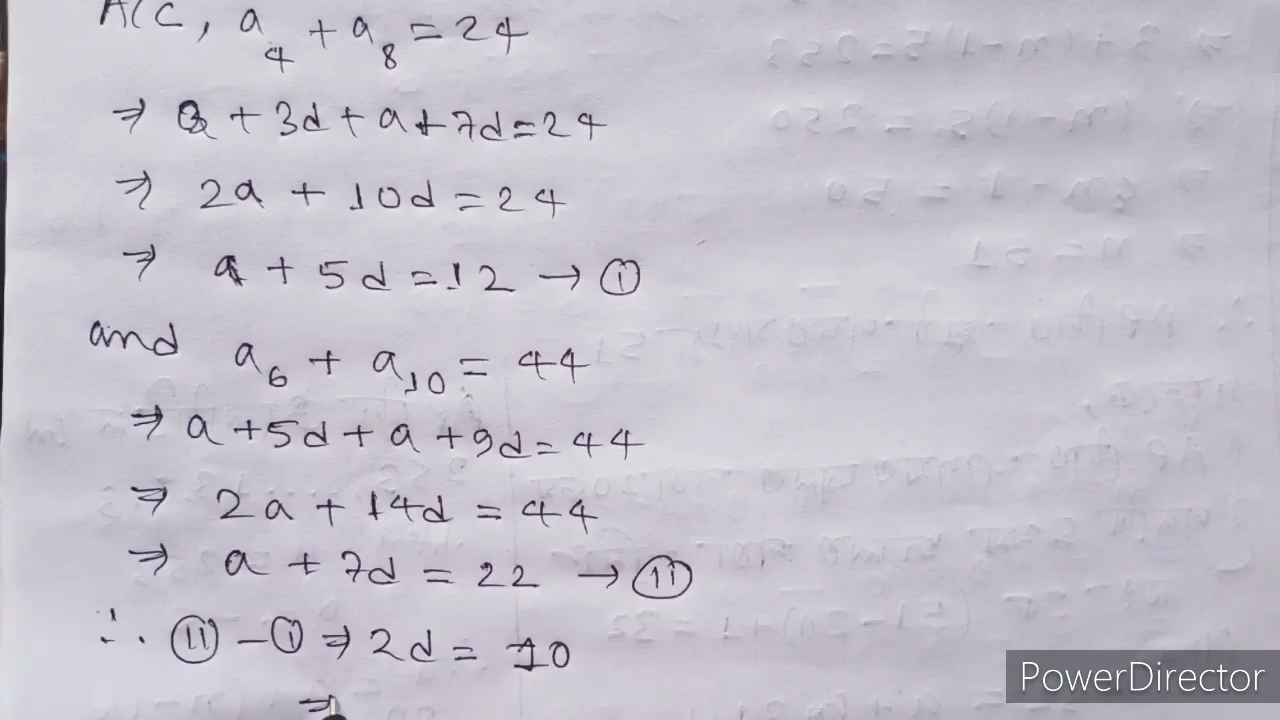 A/C, a₄ + a₈ = 24
⇒ a + 3d + a + 7d = 24
⇒ 2a + 10d = 24
⇒ a + 5d = 12 → ⓘ
and a₆ + a₁₀ = 44
⇒ a + 5d + a + 9d = 44
⇒ 2a + 14d = 44
⇒ a + 7d = 22 → (ii)
∴ (ii) - (i) ⇒ 2d = 10
⇒
PowerDirector